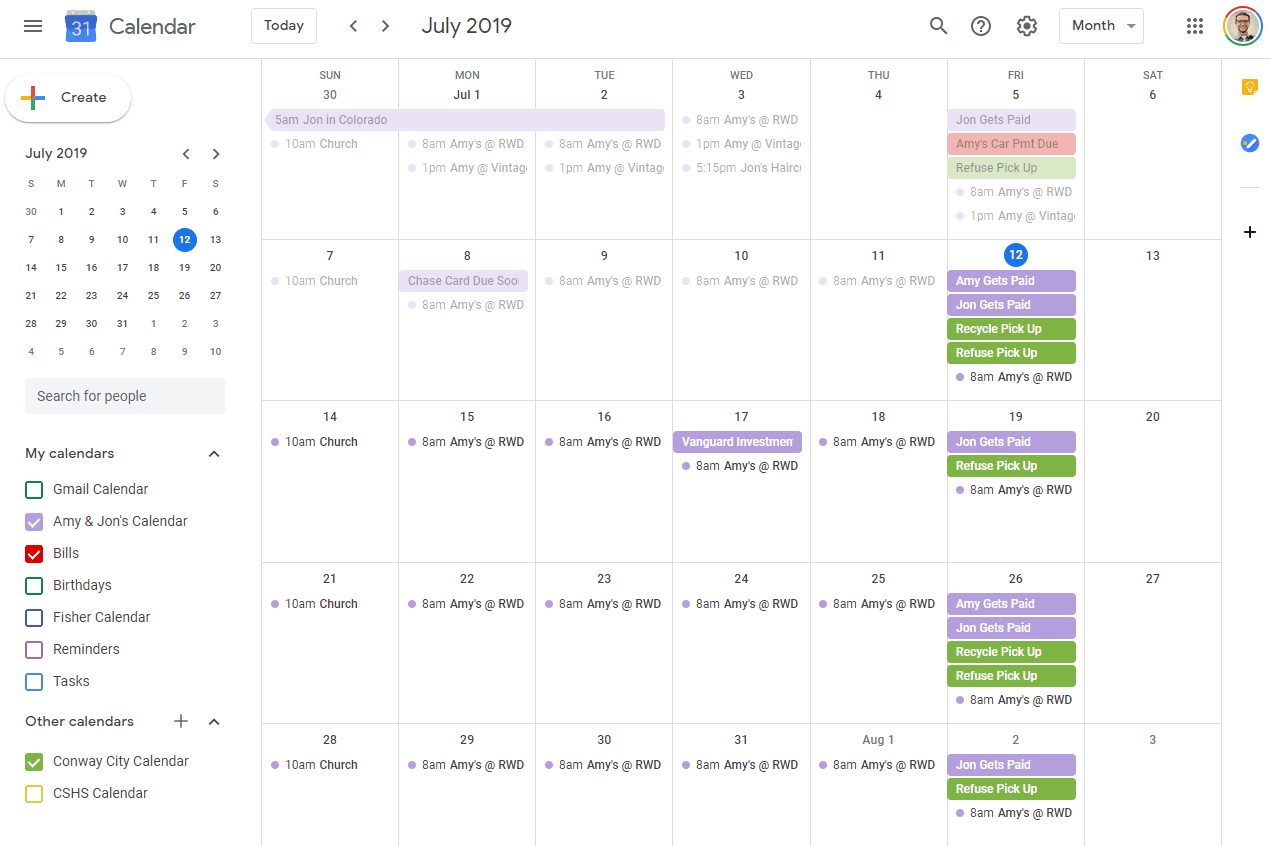 31 Calendar Today July 2019 Month
Create
July 2019
S M T W T F S
30 1 2 3 4 5 6
7 8 9 10 11 12 13
14 15 16 17 18 19 20
21 22 23 24 25 26 27
28 29 30 31 1 2 3
4 5 6 7 8 9 10
Search for people
My calendars
Gmail Calendar
Amy & Jon's Calendar
Bills
Birthdays
Fisher Calendar
Reminders
Tasks
Other calendars
Conway City Calendar
CSHS Calendar
SUN MON TUE WED THU FRI SAT
30 Jul 1 2 3 4 5 6
5am Jon in Colorado 8am Amy's @ RWD Jon Gets Paid
10am Church 8am Amy's @ RWD 8am Amy's @ RWD 1pm Amy @ Vintag Amy's Car Pmt Due
1pm Amy @ Vintag 1pm Amy @ Vintag 5:15pm Jon's Hairc Refuse Pick Up
8am Amy's @ RWD
1pm Amy @ Vintag
7 8 9 10 11 12 13
10am Church Chase Card Due Soo 8am Amy's @ RWD 8am Amy's @ RWD 8am Amy's @ RWD Amy Gets Paid
8am Amy's @ RWD Jon Gets Paid
Recycle Pick Up
Refuse Pick Up
8am Amy's @ RWD
14 15 16 17 18 19 20
10am Church 8am Amy's @ RWD 8am Amy's @ RWD Vanguard Investmen 8am Amy's @ RWD Jon Gets Paid
8am Amy's @ RWD Refuse Pick Up
8am Amy's @ RWD
21 22 23 24 25 26 27
10am Church 8am Amy's @ RWD 8am Amy's @ RWD 8am Amy's @ RWD 8am Amy's @ RWD Amy Gets Paid
Jon Gets Paid
Recycle Pick Up
Refuse Pick Up
8am Amy's @ RWD
28 29 30 31 Aug 1 2 3
10am Church 8am Amy's @ RWD 8am Amy's @ RWD 8am Amy's @ RWD 8am Amy's @ RWD Jon Gets Paid
Refuse Pick Up
8am Amy's @ RWD